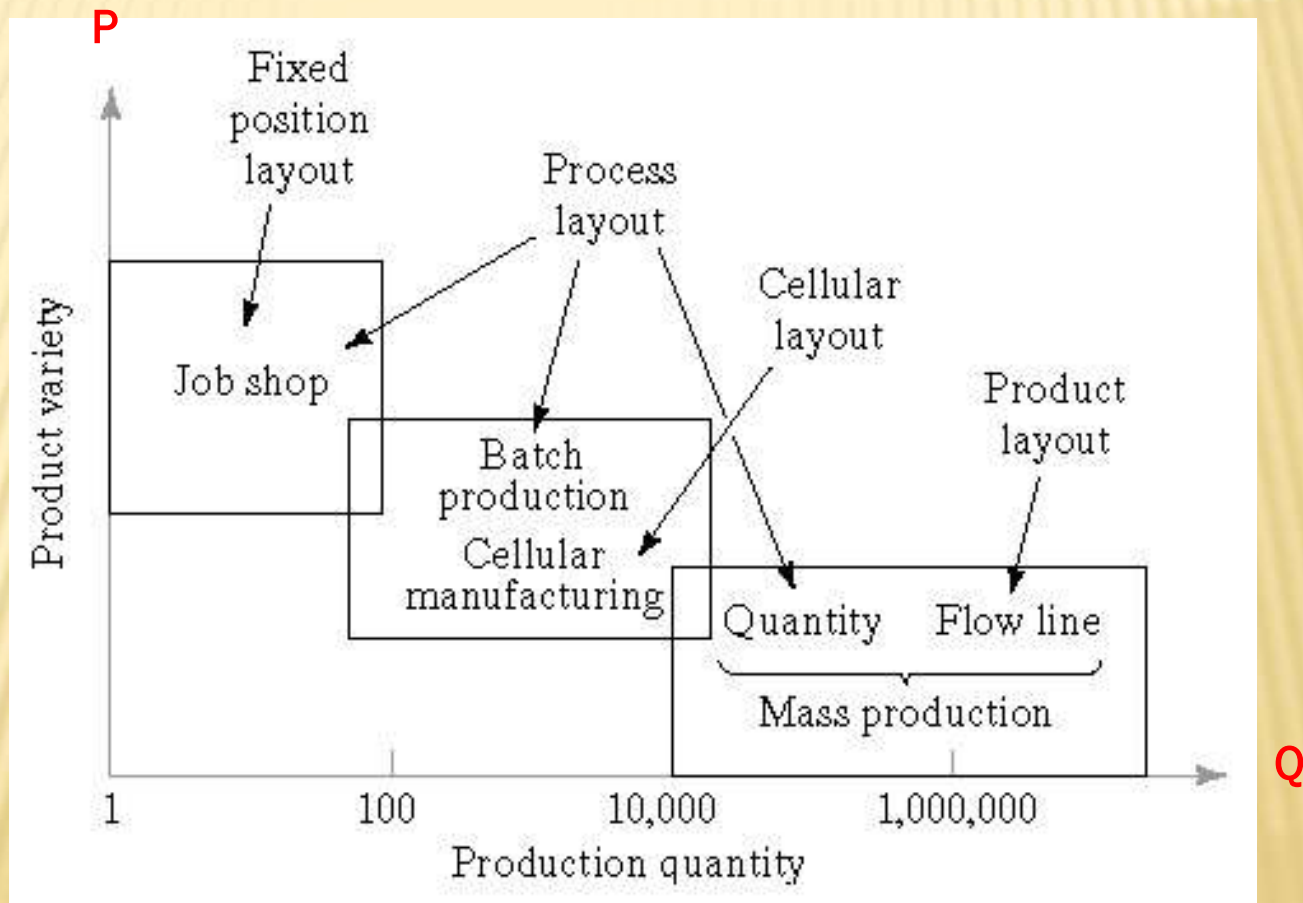 P
Fixed
position
layout
Process
layout
Cellular
layout
Product
layout
Product variety
Job shop
Batch
production
Cellular
manufacturing
Quantity
Flow line
Mass production
Q
1
100
10,000
1,000,000
Production quantity